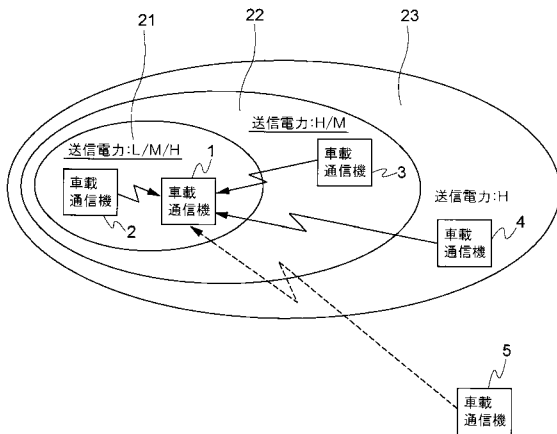 21
22
23
送信電力:L/M/H
送信電力:H/M
送信電力:H
1
車載
通信機
車載
通信機
2
車載
通信機
3
車載
通信機
4
5
車載
通信機